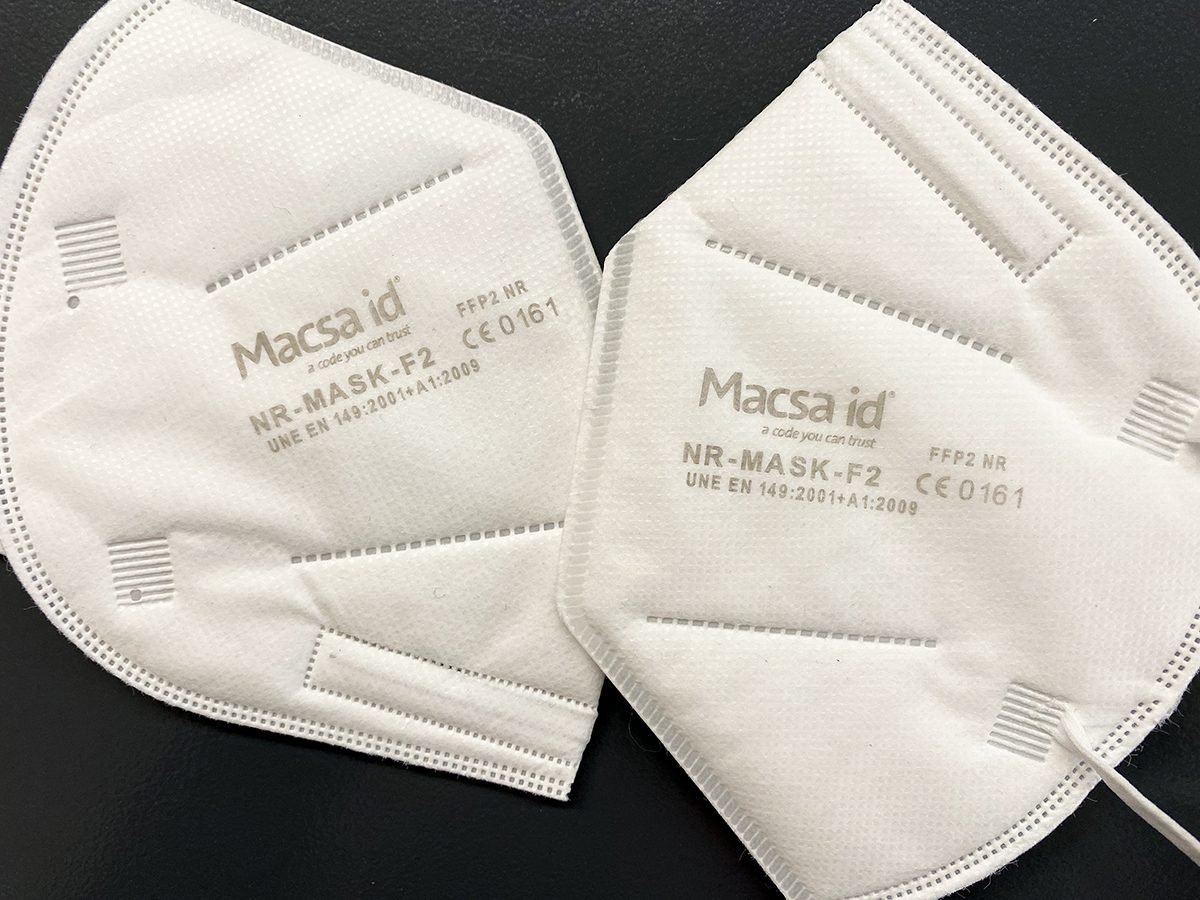 Macsa id®
a code you can trust
NR-MASK-F2
UNE EN 149:2001+A1:2009
FFP2 NR
CE 0161
Macsa id®
a code you can trust
NR-MASK-F2
UNE EN 149:2001+A1:2009
FFP2 NR
CE 0161